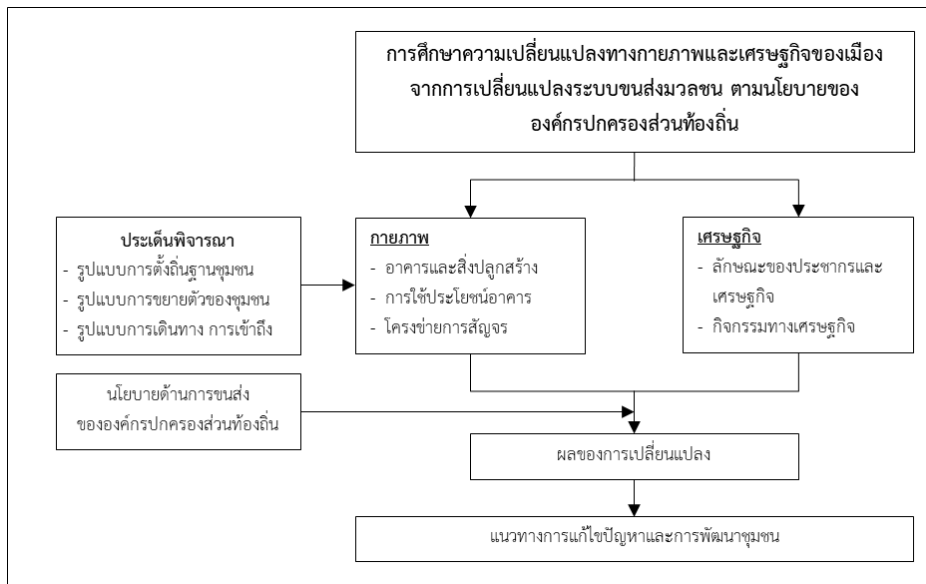 การศึกษาความเปลี่ยนแปลงทางกายภาพและเศรษฐกิจของเมือง
จากการเปลี่ยนแปลงระบบขนส่งมวลชน ตามนโยบายของ
องค์กรปกครองส่วนท้องถิ่น
ประเด็นพิจารณา
- รูปแบบการตั้งถิ่นฐานชุมชน
- รูปแบบการขยายตัวของชุมชน
- รูปแบบการเดินทาง การเข้าถึง
กายภาพ
- อาคารและสิ่งปลูกสร้าง
- การใช้ประโยชน์อาคาร
- โครงข่ายการสัญจร
เศรษฐกิจ
- ลักษณะของประชากรและ
เศรษฐกิจ
- กิจกรรมทางเศรษฐกิจ
นโยบายด้านการขนส่ง
ขององค์กรปกครองส่วนท้องถิ่น
ผลของการเปลี่ยนแปลง
แนวทางการแก้ไขปัญหาและการพัฒนาชุมชน